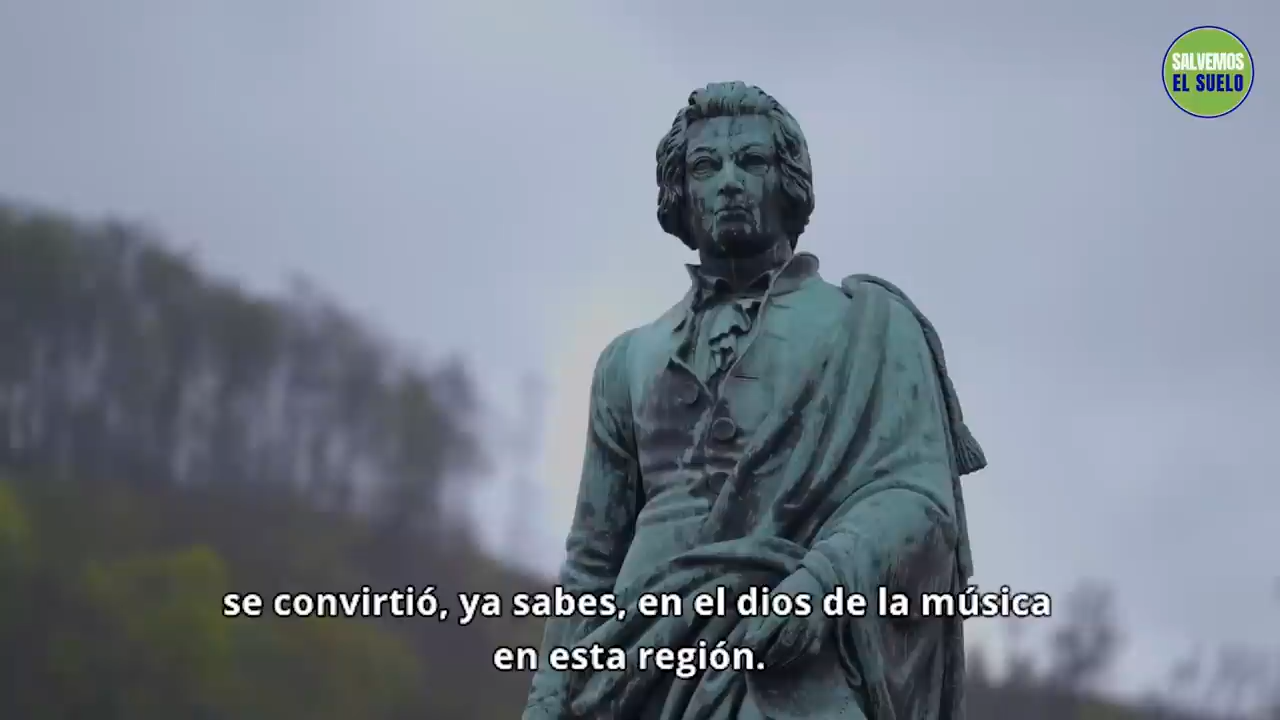 SALVEMOS
EL SUELO
se convirtió, ya sabes, en el dios de la música
en esta región.